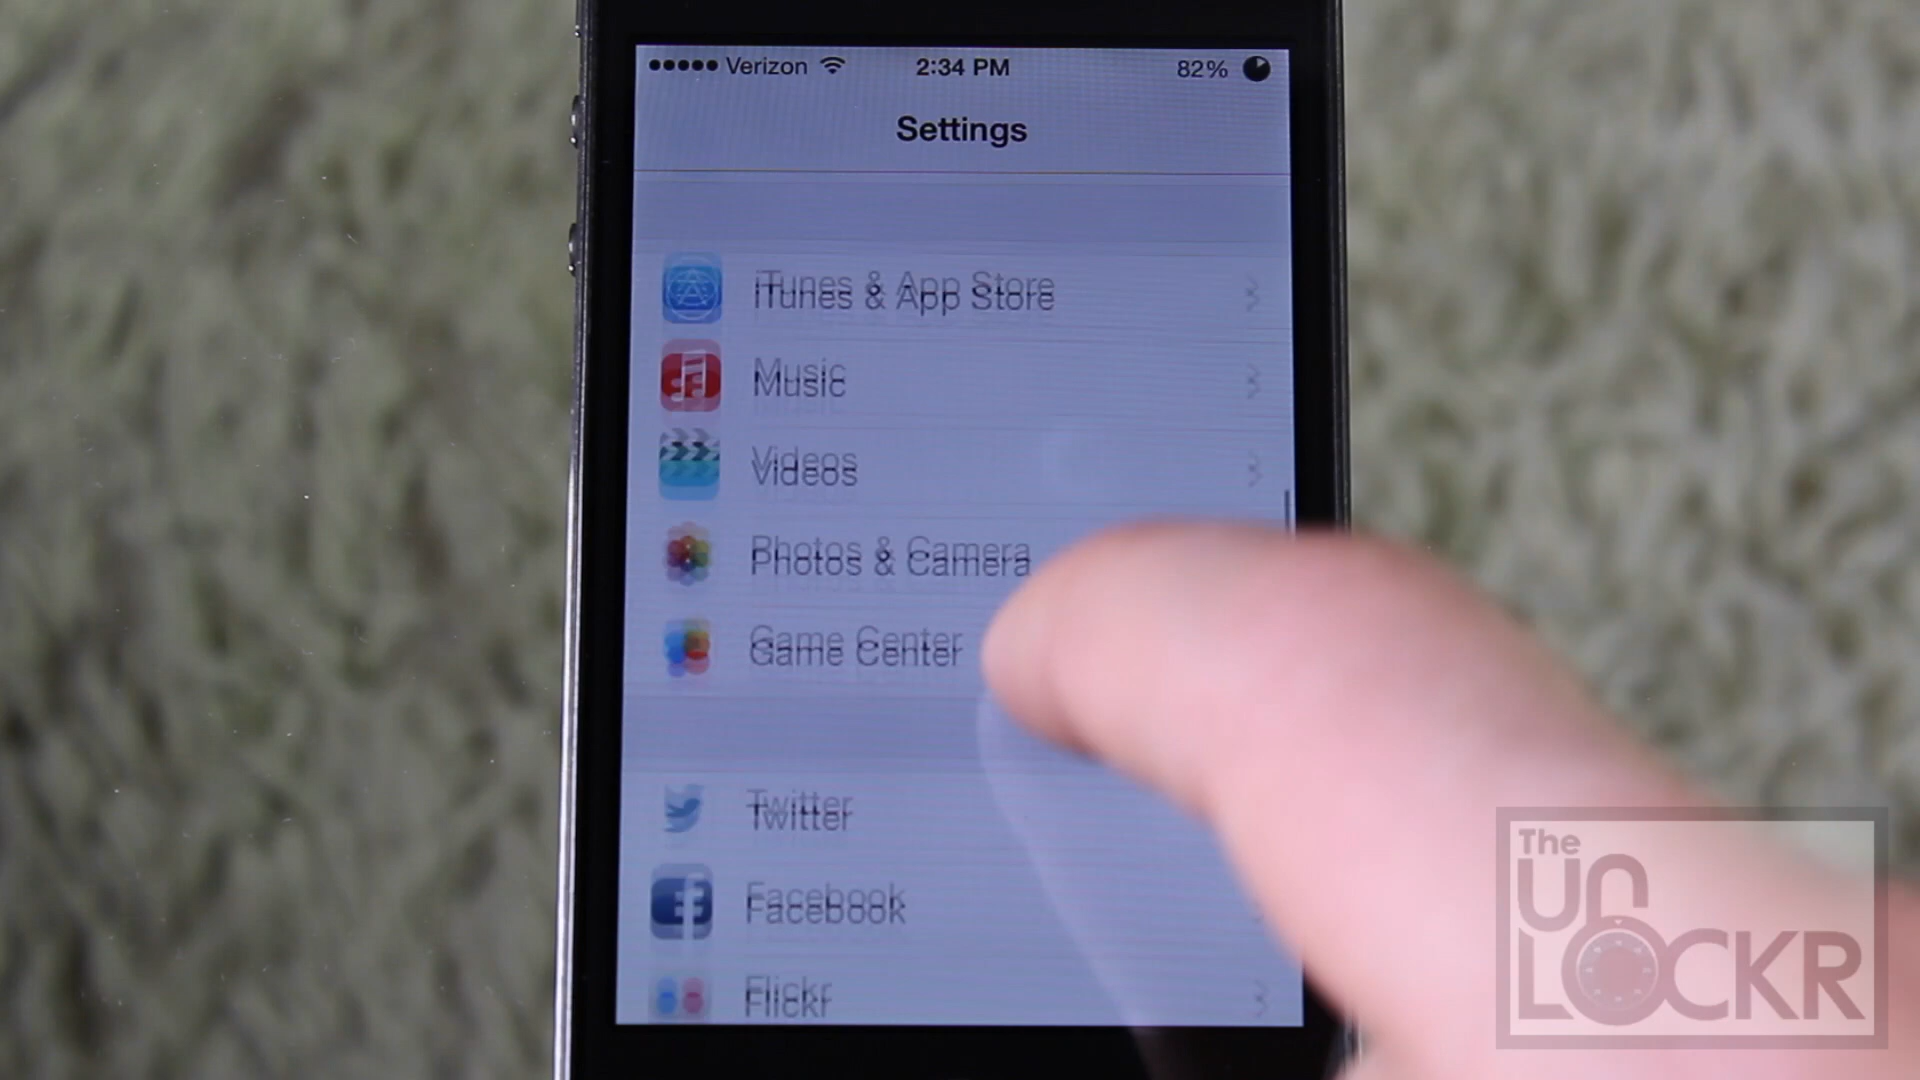 Verizon 2:34 PM 82%
Settings
iTunes & App Store
Music
Videos
Photos & Camera
Game Center
Twitter
Facebook
Flickr
The
UN
LOCKR